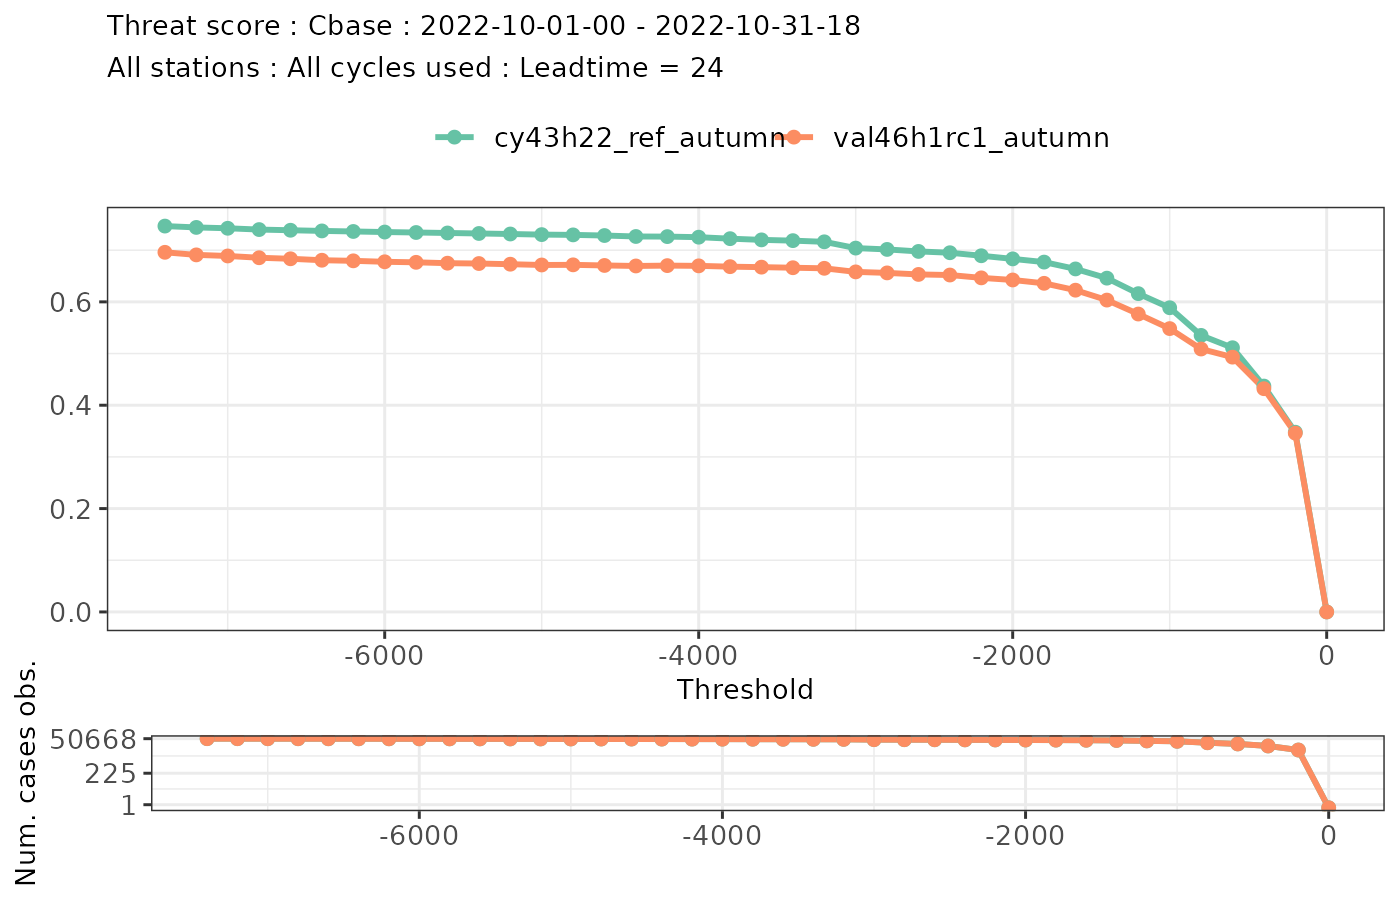 Threat score : Cbase : 2022-10-01-00 - 2022-10-31-18
All stations : All cycles used : Leadtime = 24
cy43h22_ref_autumn val46h1rc1_autumn
0.6
0.4
0.2
0.0
-6000 -4000 -2000 0
Threshold
Num. cases obs.
50668
225
1
-6000 -4000 -2000 0